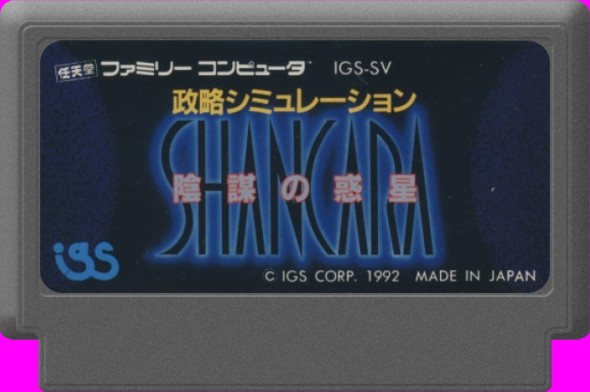 任天堂 ファミリーコンピュータ™ IGS-SV
政略シミュレーション
SHANCARA
陰謀の惑星
igs
© IGS CORP. 1992 MADE IN JAPAN